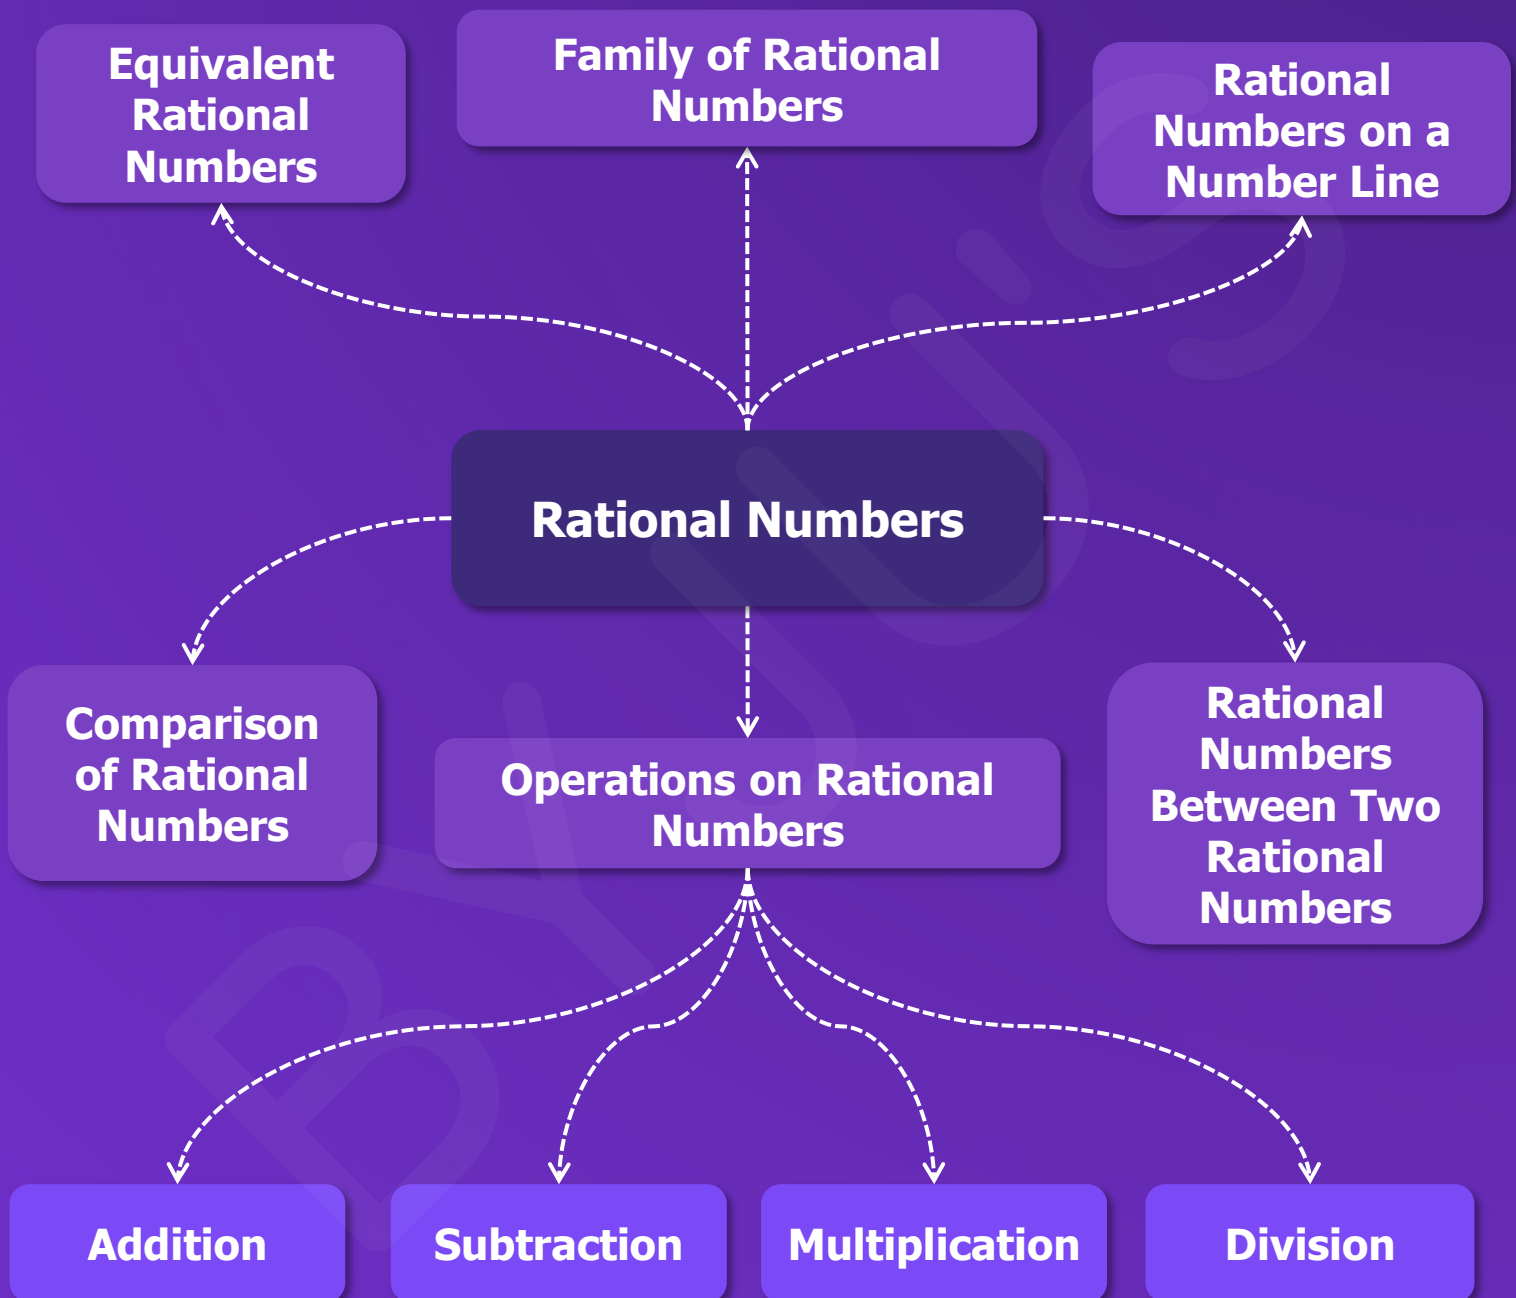 Equivalent
Rational
Numbers
Family of Rational
Numbers
Rational
Numbers on a
Number Line
Rational Numbers
Comparison
of Rational
Numbers
Operations on Rational
Numbers
Rational
Numbers
Between Two
Rational
Numbers
Addition
Subtraction
Multiplication
Division
BYJU'S